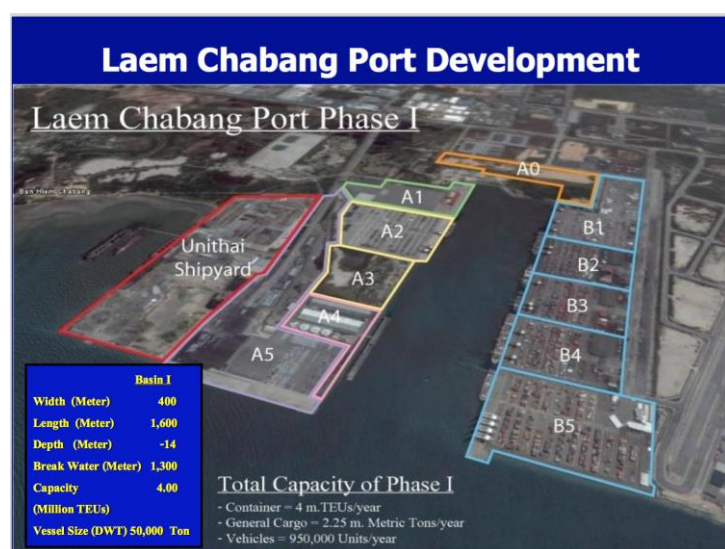 Laem Chabang Port Development
Laem Chabang Port Phase I
Ban Hlem Chabang
A0
A1
B1
A2
Unithai
Shipyard
B2
A3
B3
A4
B4
A5
B5
Basin I
Width (Meter) 400
Length (Meter) 1,600
Depth (Meter) -14
Break Water (Meter) 1,300
Capacity 4.00
(Million TEUs)
Vessel Size (DWT) 50,000 Ton
Total Capacity of Phase I
- Container = 4 m.TEUs/year
- General Cargo = 2.25 m. Metric Tons/year
- Vehicles = 950,000 Units/year